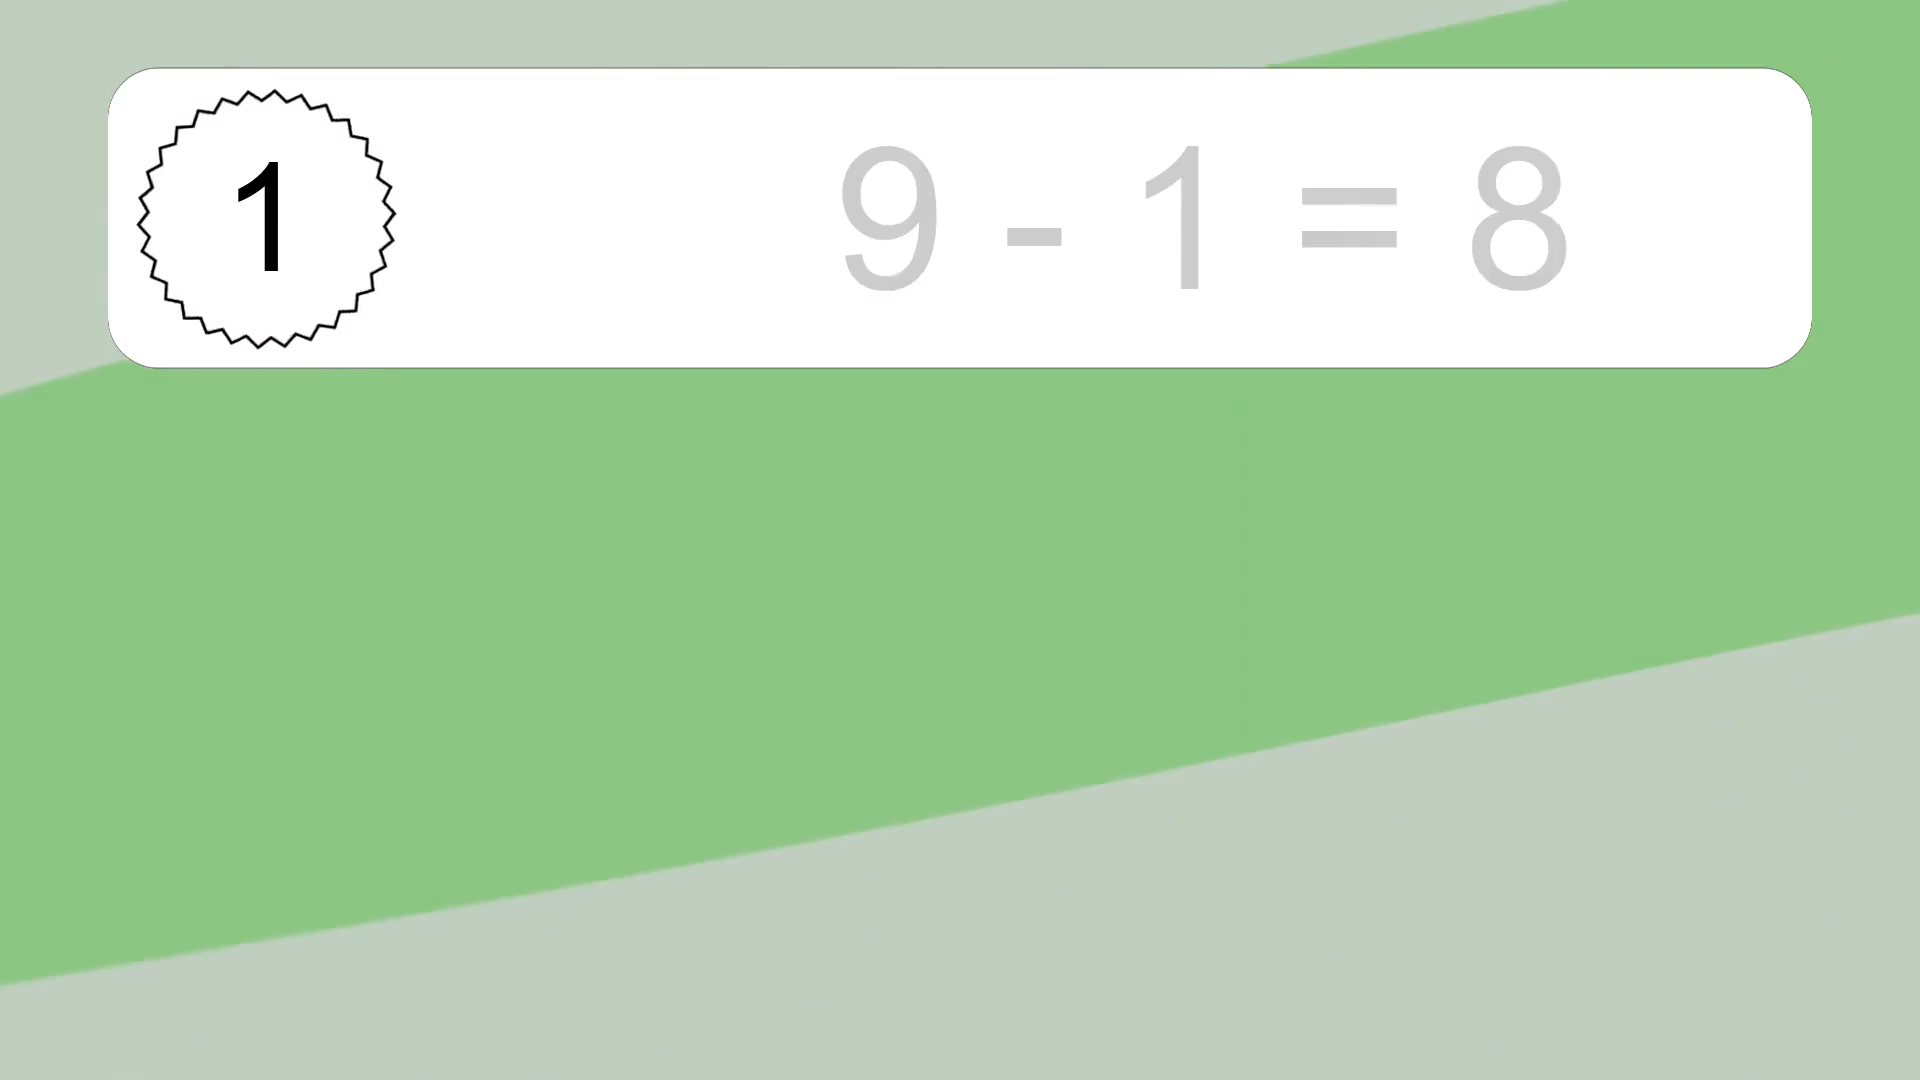 1 9 - 1 = 8